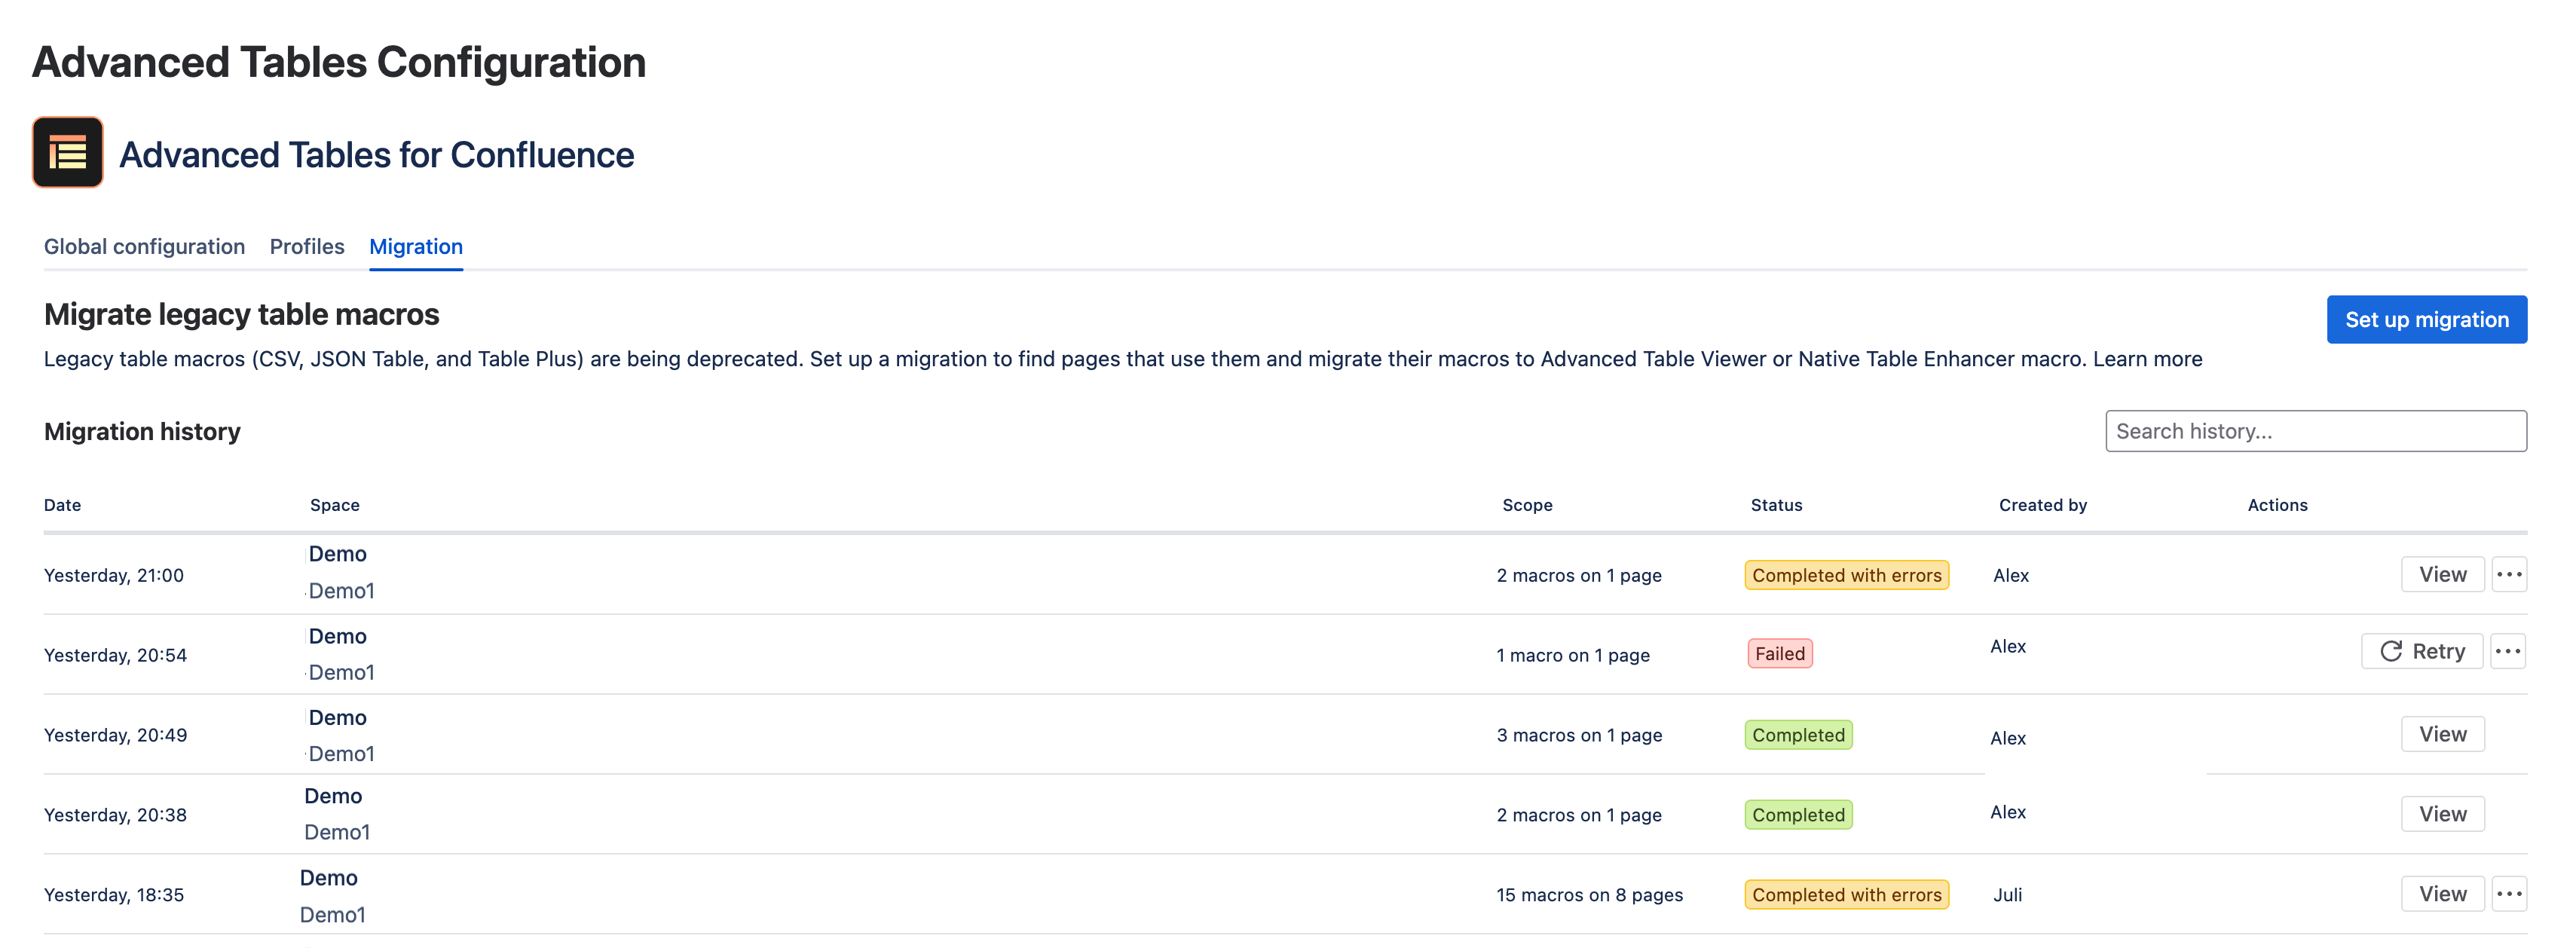 Advanced Tables Configuration
Advanced Tables for Confluence
Global configuration Profiles Migration
Migrate legacy table macros
Set up migration
Legacy table macros (CSV, JSON Table, and Table Plus) are being deprecated. Set up a migration to find pages that use them and migrate their macros to Advanced Table Viewer or Native Table Enhancer macro. Learn more
Migration history
Search history...
Date Space Scope Status Created by Actions
Demo
Yesterday, 21:00 2 macros on 1 page Completed with errors Alex View ...
Demo1
Demo
Yesterday, 20:54 1 macro on 1 page Failed Alex Retry ...
Demo1
Demo
Yesterday, 20:49 3 macros on 1 page Completed Alex View
Demo1
Demo
Yesterday, 20:38 2 macros on 1 page Completed Alex View
Demo1
Demo
Yesterday, 18:35 15 macros on 8 pages Completed with errors Juli View ...
Demo1